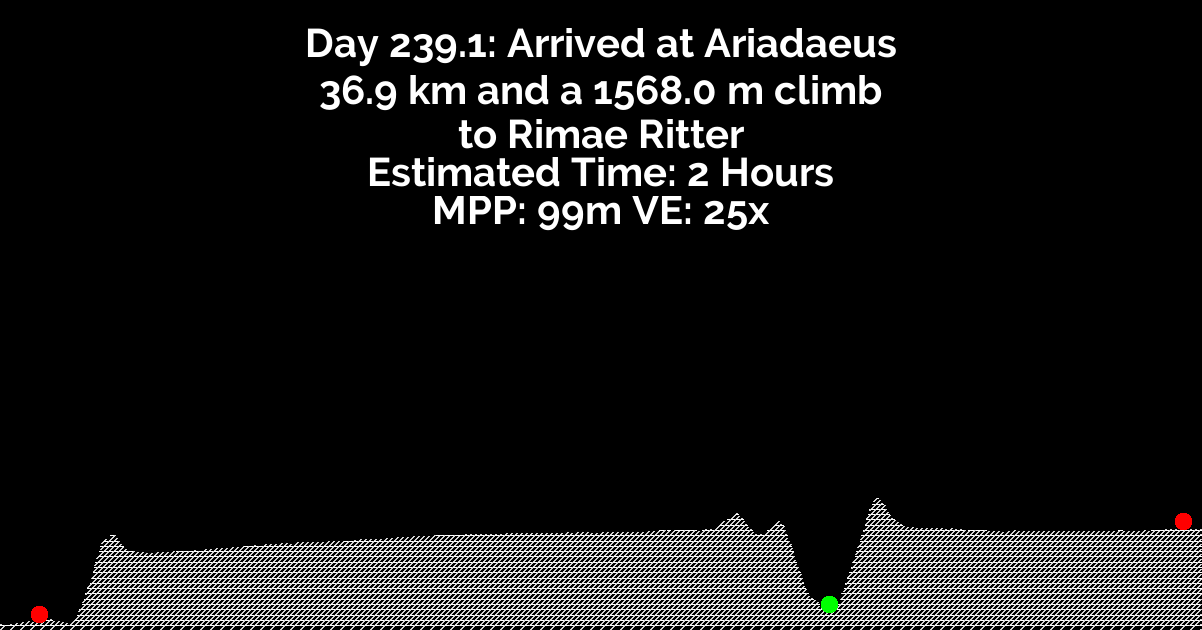 Day 239.1: Arrived at Ariadaeus
36.9 km and a 1568.0 m climb
to Rimae Ritter
Estimated Time: 2 Hours
MPP: 99m VE: 25x